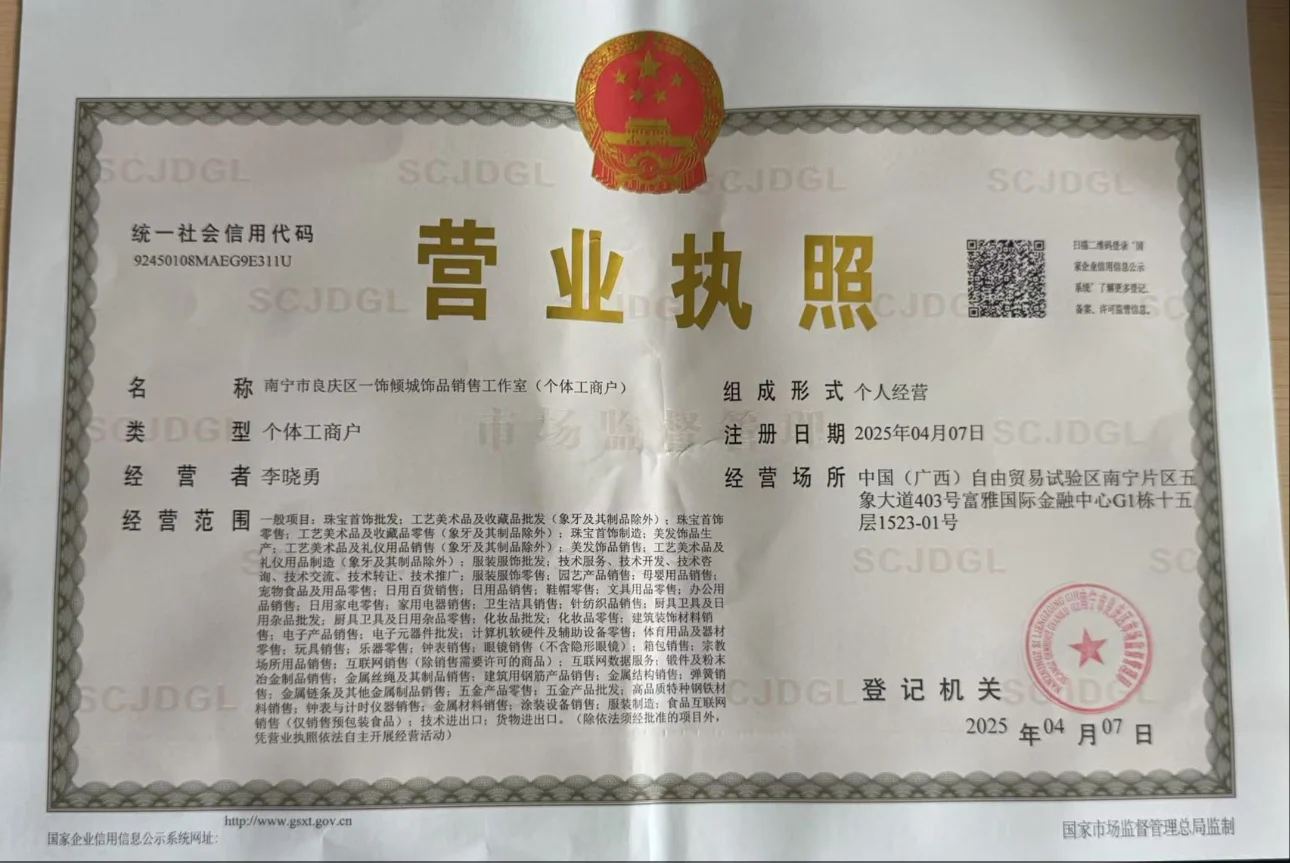 统一社会信用代码
92450108MAEG9E311U
营业执照
扫描二维码登录“国
家企业信用信息公示
系统”了解更多登记、
备案、许可监管信息。
名称 南宁市良庆区一饰倾城饰品销售工作室（个体工商户）
类型 个体工商户
经营者 李晓勇
经营范围 一般项目：珠宝首饰批发；工艺美术品及收藏品批发（象牙及其制品除外）；珠宝首饰
零售；工艺美术品及收藏品零售（象牙及其制品除外）；珠宝首饰制造；美发饰品生
产；工艺美术品及礼仪用品销售（象牙及其制品除外）；美发饰品销售；工艺美术品及
礼仪用品制造（象牙及其制品除外）；服装服饰批发；技术服务、技术开发、技术咨
询、技术交流、技术转让、技术推广；服装服饰零售；园艺产品销售；母婴用品销售；
宠物食品及用品零售；日用百货销售；日用品销售；鞋帽零售；文具用品零售；办公用
品销售；日用家电零售；家用电器销售；卫生洁具销售；针纺织品销售；厨具卫具及日
用杂品批发；厨具卫具及日用杂品零售；化妆品批发；化妆品零售；建筑装饰材料销
售；电子产品销售；电子元器件批发；计算机软硬件及辅助设备零售；体育用品及器材
零售；玩具销售；乐器零售；钟表销售；眼镜销售（不含隐形眼镜）；箱包销售；宗教
场所用品销售；互联网销售（除销售需要许可的商品）；互联网数据服务；锻件及粉末
冶金制品销售；金属丝绳及其制品销售；建筑用钢筋产品销售；金属结构销售；弹簧销
售；金属链条及其他金属制品销售；五金产品零售；五金产品批发；高品质特种钢铁材
料销售；钟表与计时仪器销售；金属材料销售；涂装设备销售；服装制造；食品互联网
销售（仅销售预包装食品）；技术进出口；货物进出口。（除依法须经批准的项目外，
凭营业执照依法自主开展经营活动）
组成形式 个人经营
注册日期 2025年04月07日
经营场所 中国（广西）自由贸易试验区南宁片区五
象大道403号富雅国际金融中心G1栋十五
层1523-01号
市场监督管理
SCJDGL
登记机关
2025 年 04 月 07 日
国家企业信用信息公示系统网址：
http://www.gsxt.gov.cn
国家市场监督管理总局监制